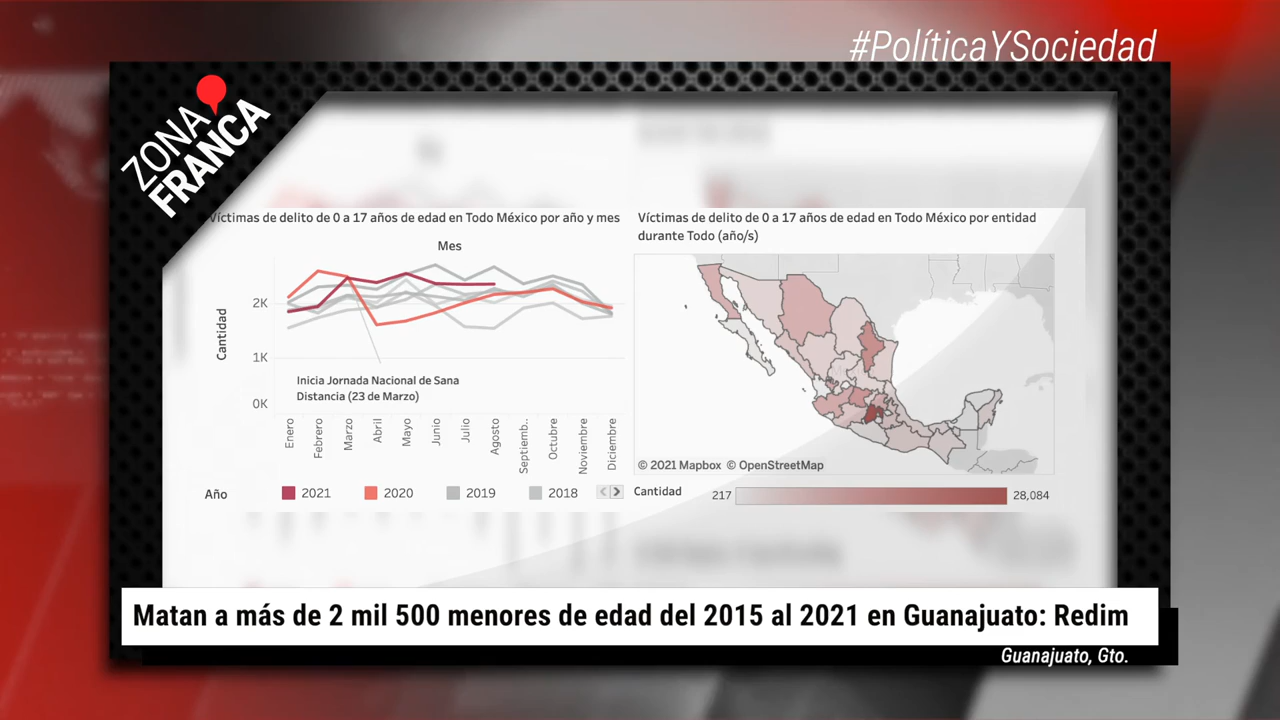 #PolíticaYSociedad
ZONA
FRANCA
Víctimas de delito de 0 a 17 años de edad en Todo México por año y mes
Mes
Cantidad
2K
1K
0K
Inicia Jornada Nacional de Sana
Distancia (23 de Marzo)
Enero
Febrero
Marzo
Abril
Mayo
Junio
Julio
Agosto
Septiemb..
Octubre
Noviembre
Diciembre
Año
2021
2020
2019
2018
Víctimas de delito de 0 a 17 años de edad en Todo México por entidad
durante Todo (año/s)
© 2021 Mapbox © OpenStreetMap
Cantidad
217
28,084
Matan a más de 2 mil 500 menores de edad del 2015 al 2021 en Guanajuato: Redim
Guanajuato, Gto.